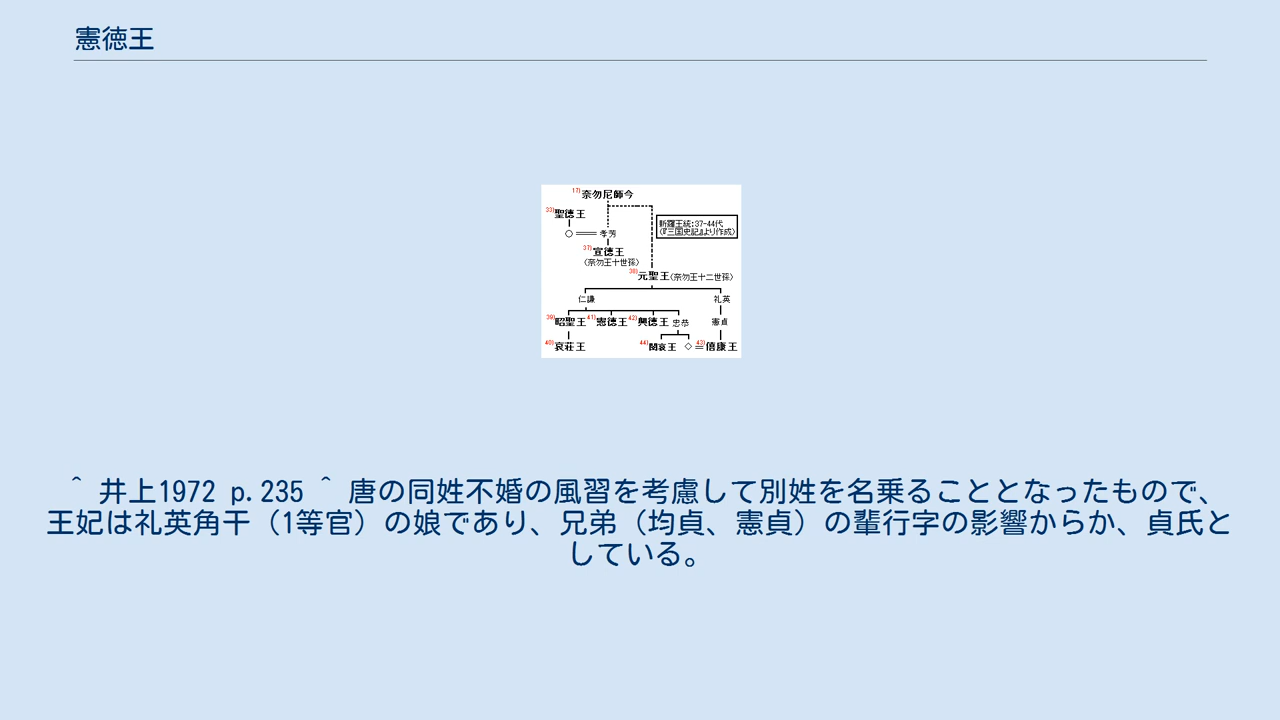 憲徳王
17)奈勿尼師今
33)聖徳王
新羅王統:37-44代
(『三国史記』より作成)
孝芳
37)宣徳王
(奈勿王十世孫)
38)元聖王(奈勿王十二世孫)
仁謙 礼英
39)昭聖王 41)憲徳王 42)興徳王 忠恭 憲貞
40)哀荘王 44)閔哀王 43)僖康王
^ 井上1972 p.235 ^ 唐の同姓不婚の風習を考慮して別姓を名乗ることとなったもので、
王妃は礼英角干（1等官）の娘であり、兄弟（均貞、憲貞）の輩行字の影響からか、貞氏と
している。